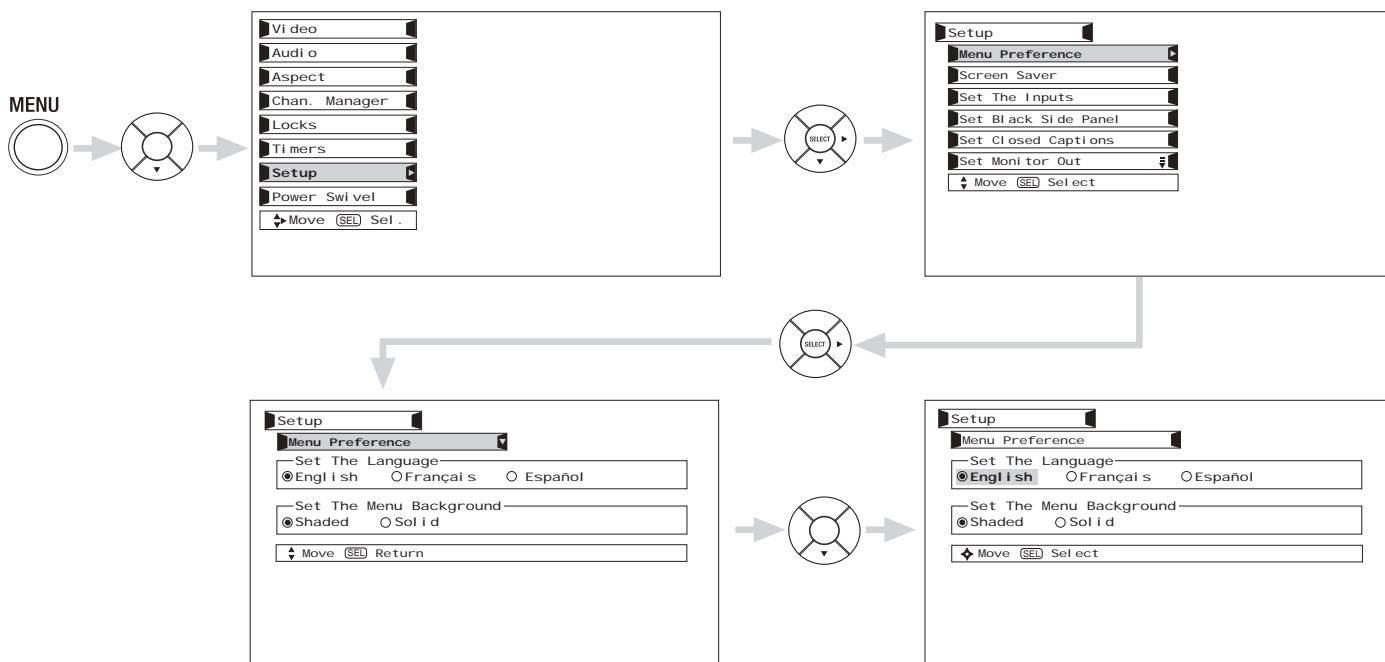 MENU
Video
Audio
Aspect
Chan. Manager
Locks
Timers
Setup
Power Swivel
Move SEL Sel.
SELECT
Setup
Menu Preference
Screen Saver
Set The Inputs
Set Black Side Panel
Set Closed Captions
Set Monitor Out
Move SEL Select
SELECT
Setup
Menu Preference
Set The Language
English Français Español
Set The Menu Background
Shaded Solid
Move SEL Return
Setup
Menu Preference
Set The Language
English Français Español
Set The Menu Background
Shaded Solid
Move SEL Select